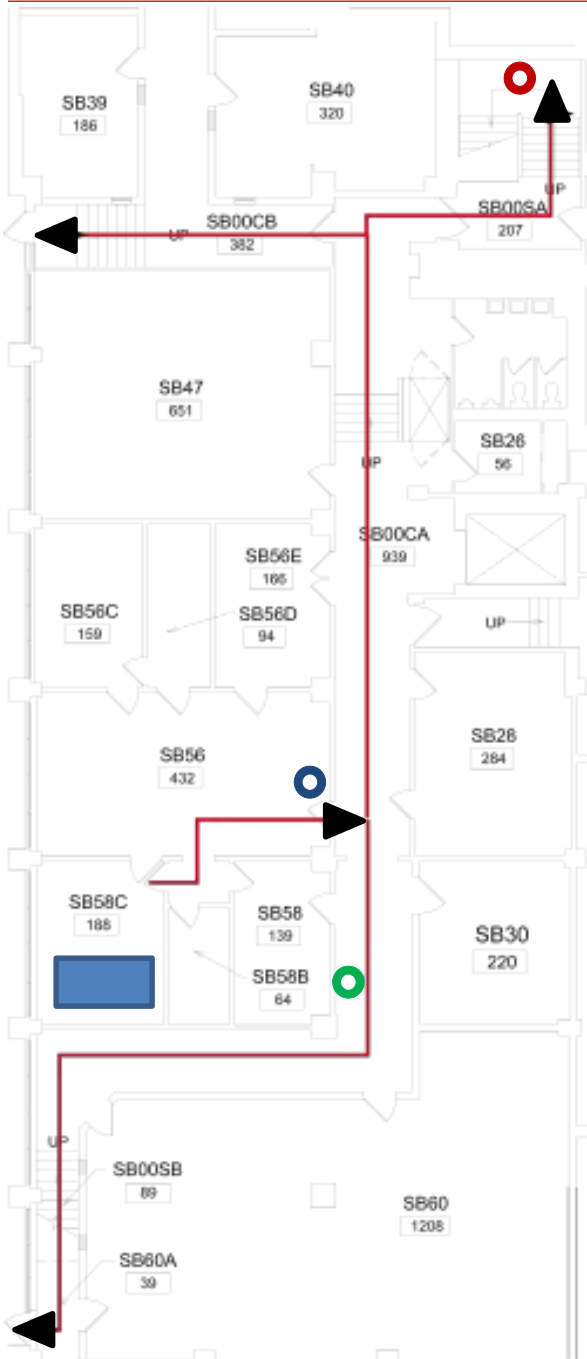 SB39
186
SB40
320
UP
SB00SA
207
SB00CB
UP
382
SB47
651
SB26
56
UP
SB00CA
939
SB56E
166
SB56C
159
SB56D
94
UP
SB28
284
SB56
432
SB58C
188
SB58
139
SB30
220
SB58B
64
UP
SB00SB
89
SB60
1208
SB60A
39